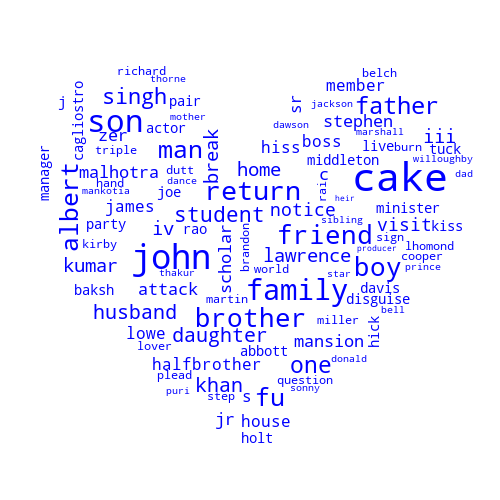 richard
thorne
belch
member
j
cagliostro
singh
pair
sr
jackson
father
son
mother
zer
actor
dawson
stephen
marshall
iii
triple
man
break
hiss
boss
live
burn
tuck
manager
albert
malhotra
dutt
home
middleton
willoughby
hand
dance
mankotia
joe
return
rain
c
cake
dad
james
student
notice
heir
minister
party
iv
rao
scholar
brandon
sibling
visit
kiss
kirby
john
friend
sign
producer
lhomond
kumar
lawrence
cooper
thakur
world
boy
prince
baksh
attack
family
star
davis
martin
disguise
husband
brother
miller
bell
lowe
daughter
mansion
hick
lover
abbott
halfbrother
one
donald
plead
khan
question
puri
step
s
fu
sonny
jr
house
holt